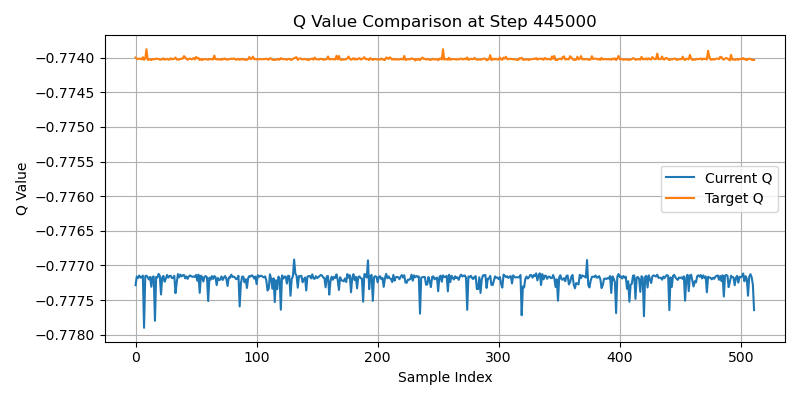 Q Value Comparison at Step 445000
−0.7740
−0.7745
−0.7750
−0.7755
−0.7760
−0.7765
−0.7770
−0.7775
−0.7780
Q Value
Current Q
Target Q
0 100 200 300 400 500
Sample Index